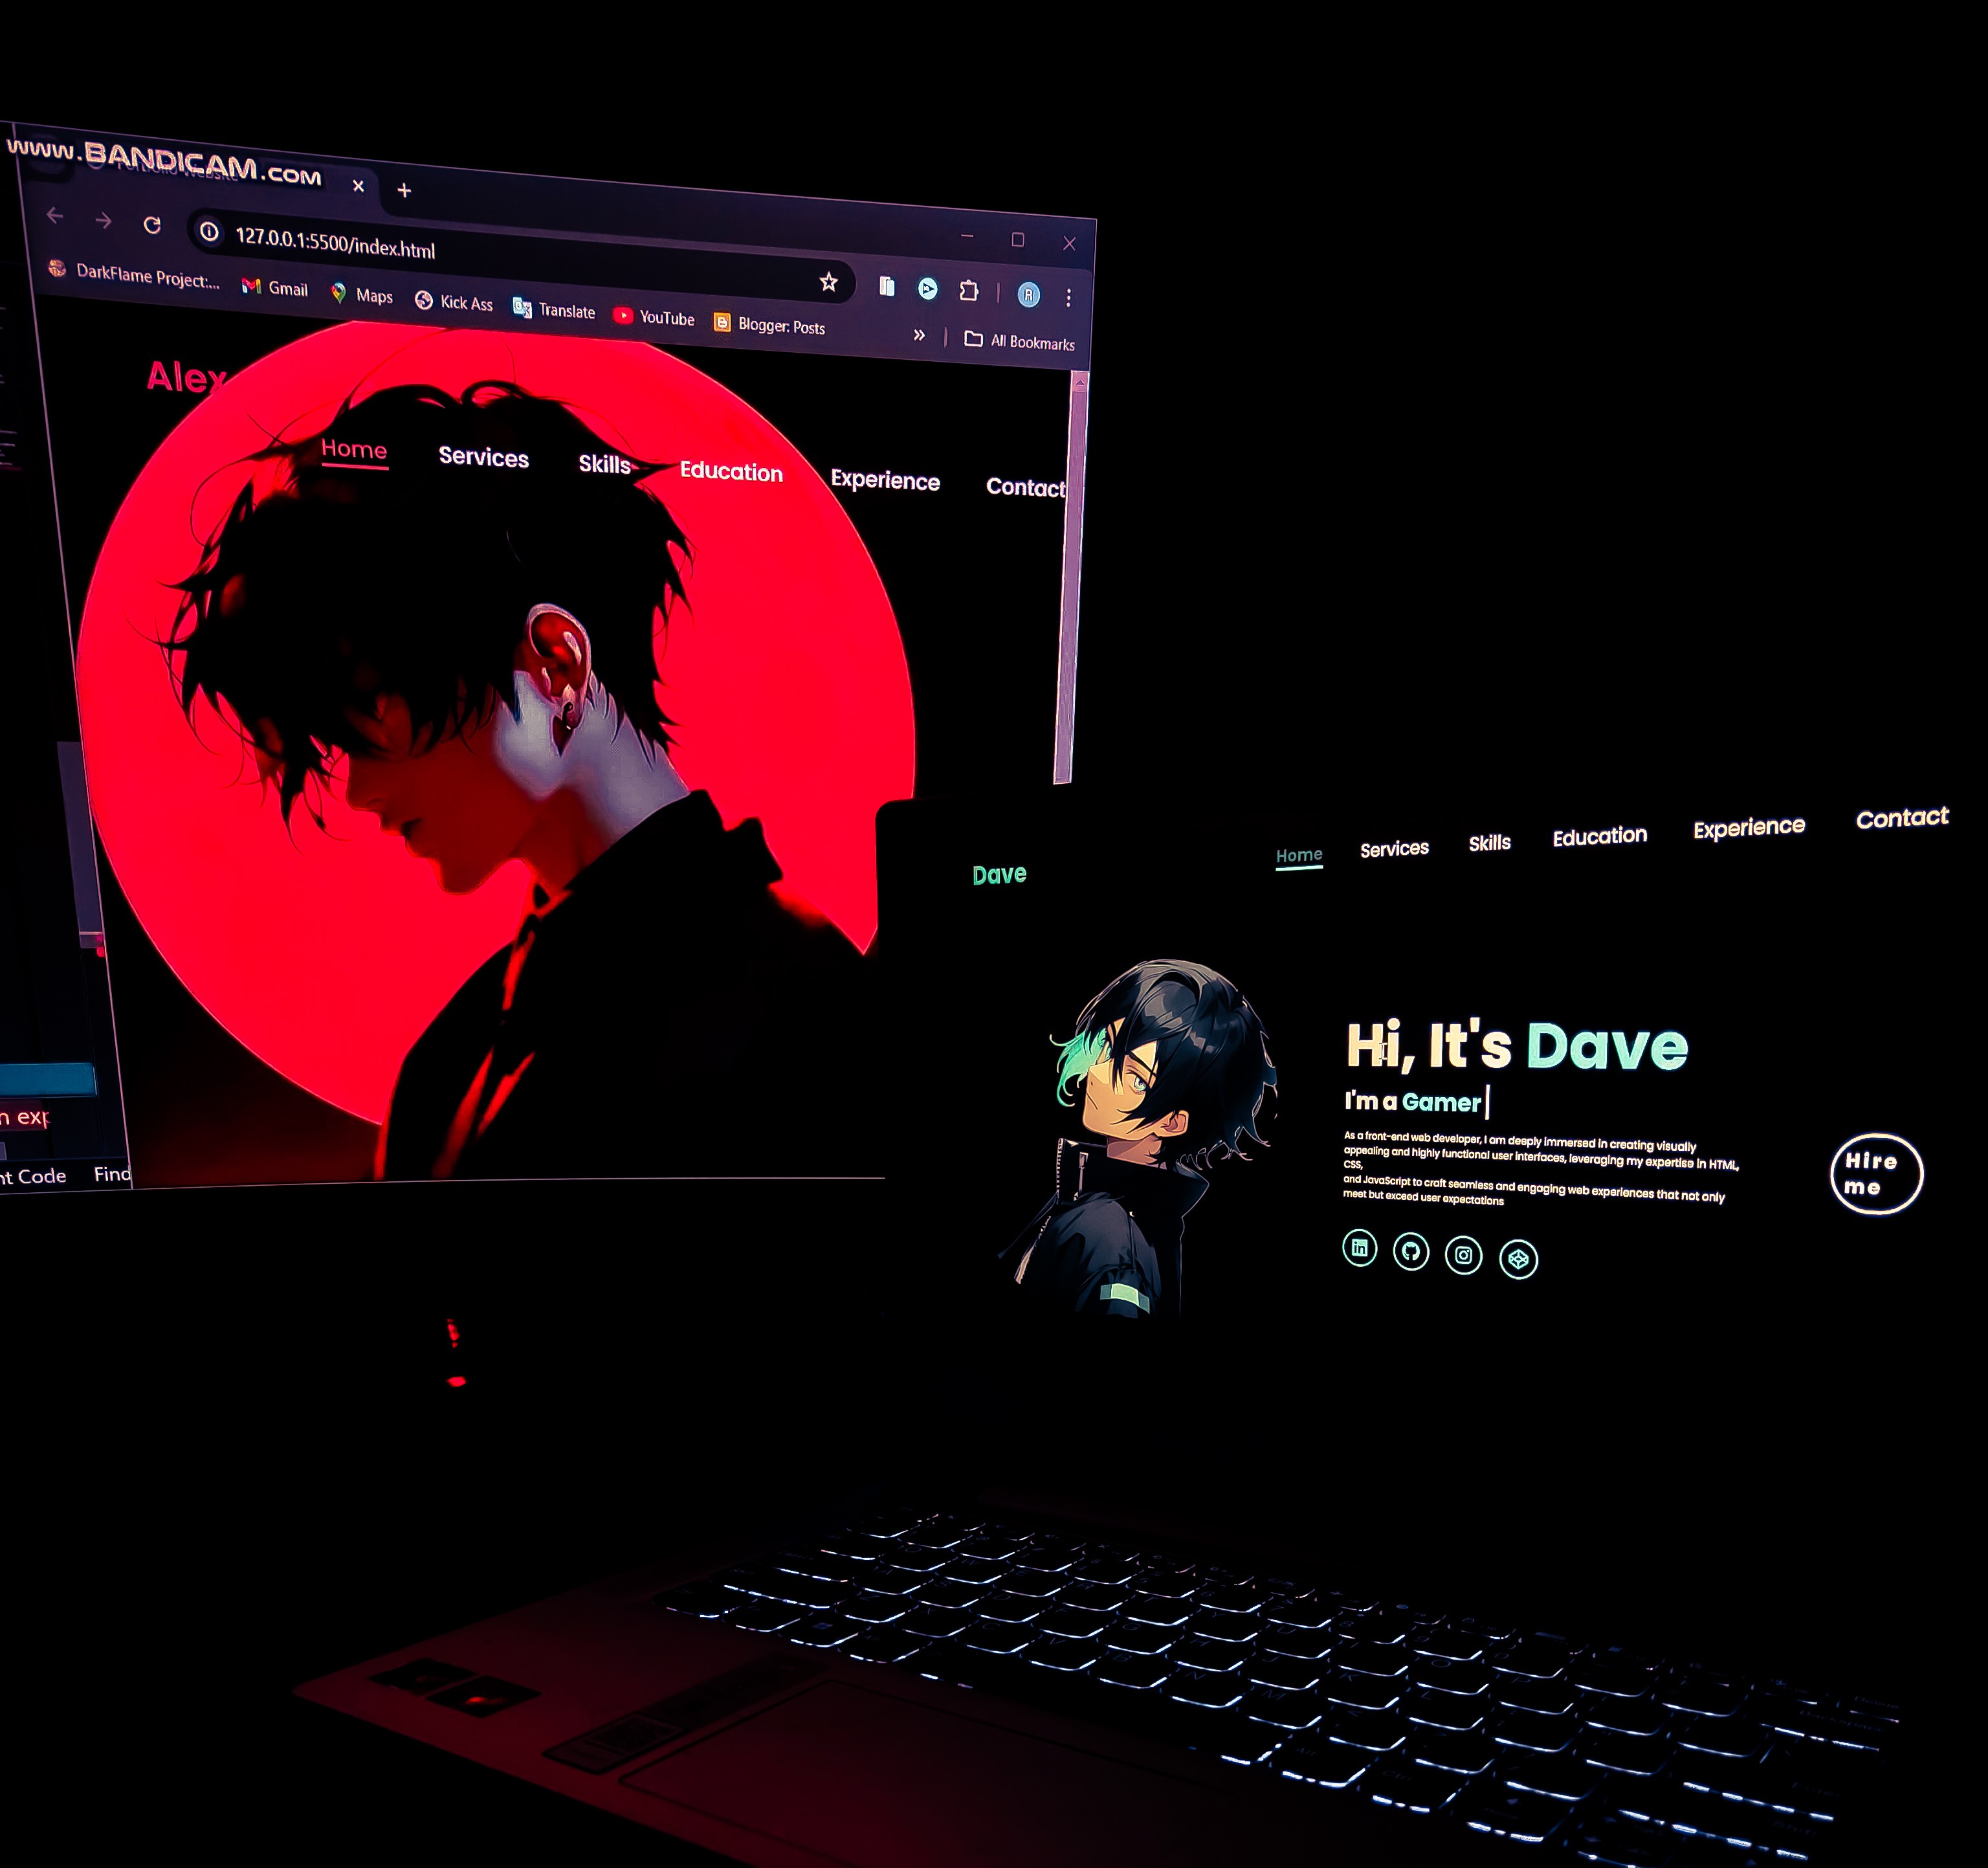 www.BANDICAM.com
127.0.0.1:5500/index.html
DarkFlame Project:... Gmail Maps Kick Ass Translate YouTube Blogger: Posts » All Bookmarks
R
Alex
Home Services Skills Education Experience Contact
nt Code Find
Dave
Home Services Skills Education Experience Contact
Hi, It's Dave
I'm a Gamer
As a front-end web developer, I am deeply immersed in creating visually
appealing and highly functional user interfaces, leveraging my expertise in HTML,
CSS,
and JavaScript to craft seamless and engaging web experiences that not only
meet but exceed user expectations
Hire
me
in